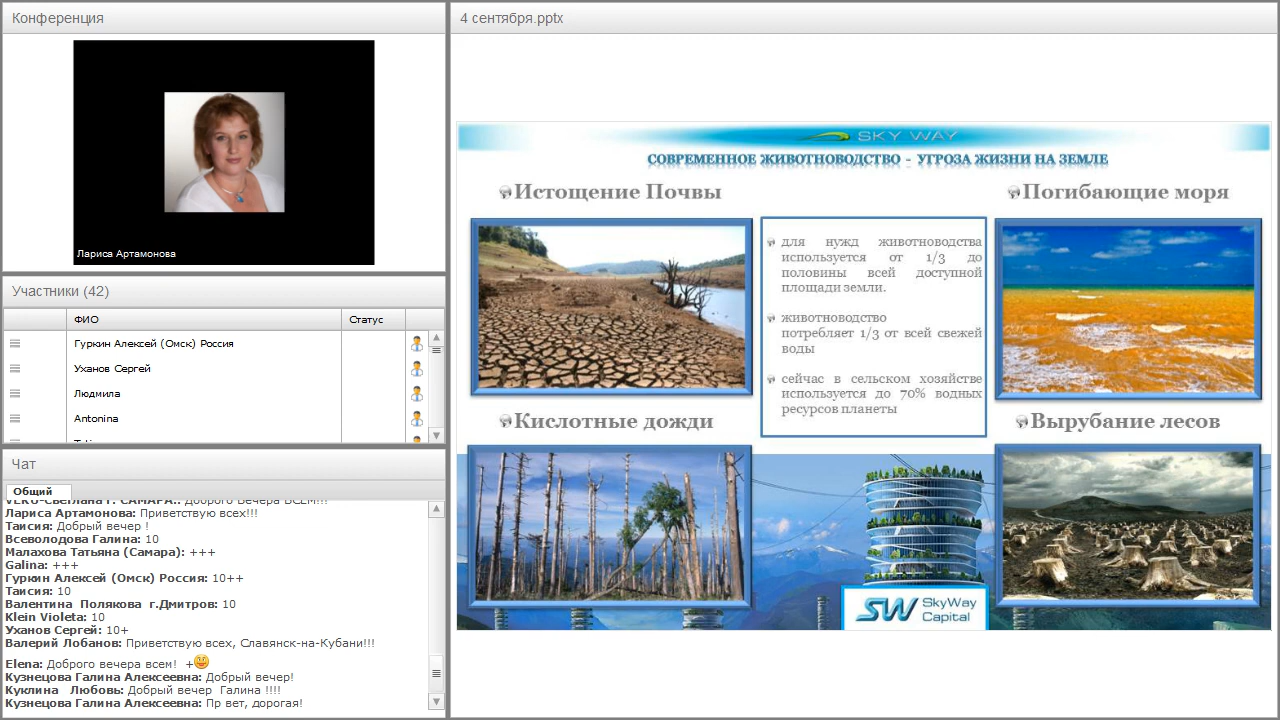 Конференция
Лариса Артамонова
Участники (42)
ФИО
Статус
Гуркин Алексей (Омск) Россия
Уханов Сергей
Людмила
Antonina
Чат
Общий
Доброго Вечера ВСЕМ!!!
Лариса Артамонова: Приветствую всех!!!
Таисия: Добрый вечер !
Всеволодова Галина: 10
Малахова Татьяна (Самара): +++
Galina: +++
Гуркин Алексей (Омск) Россия: 10++
Таисия: 10
Валентина Полякова г.Дмитров: 10
Klein Violeta: 10
Уханов Сергей: 10+
Валерий Лобанов: Приветствую всех, Славянск-на-Кубани!!!
Elena: Доброго вечера всем! +
Кузнецова Галина Алексеевна: Добрый вечер!
Куклина Любовь: Добрый вечер Галина !!!!
Кузнецова Галина Алексеевна: Пр вет, дорогая!
4 сентября.pptx
SKY WAY
СОВРЕМЕННОЕ ЖИВОТНОВОДСТВО - УГРОЗА ЖИЗНИ НА ЗЕМЛЕ
Истощение Почвы
Погибающие моря
для нужд животноводства
используется от 1/3 до
половины всей доступной
площади земли.
животноводство
потребляет 1/3 от всей свежей
воды
сейчас в сельском хозяйстве
используется до 70% водных
ресурсов планеты
Кислотные дожди
Вырубание лесов
SW SkyWay
Capital